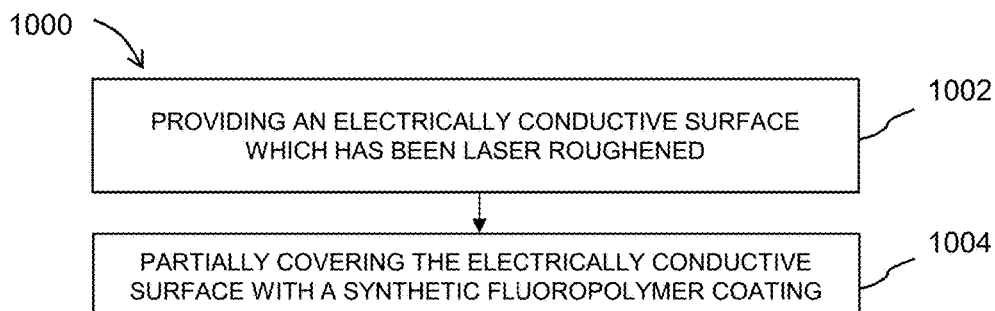 1000
1002
PROVIDING AN ELECTRICALLY CONDUCTIVE SURFACE
WHICH HAS BEEN LASER ROUGHENED
1004
PARTIALLY COVERING THE ELECTRICALLY CONDUCTIVE
SURFACE WITH A SYNTHETIC FLUOROPOLYMER COATING